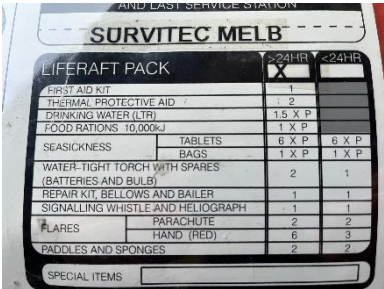 AND LAST SERVICE STATION
SURVITEC MELB
LIFERAFT PACK >24HR <24HR
X
FIRST AID KIT 1
THERMAL PROTECTIVE AID 2
DRINKING WATER (LTR) 1.5 X P
FOOD RATIONS 10,000kJ 1 X P
SEASICKNESS TABLETS 6 X P 6 X P
BAGS 1 X P 1 X P
WATER-TIGHT TORCH WITH SPARES
(BATTERIES AND BULB) 2 1
REPAIR KIT, BELLOWS AND BAILER 1 1
SIGNALLING WHISTLE AND HELIOGRAPH 1 1
FLARES PARACHUTE 2 2
HAND (RED) 6 3
PADDLES AND SPONGES 2 2
SPECIAL ITEMS